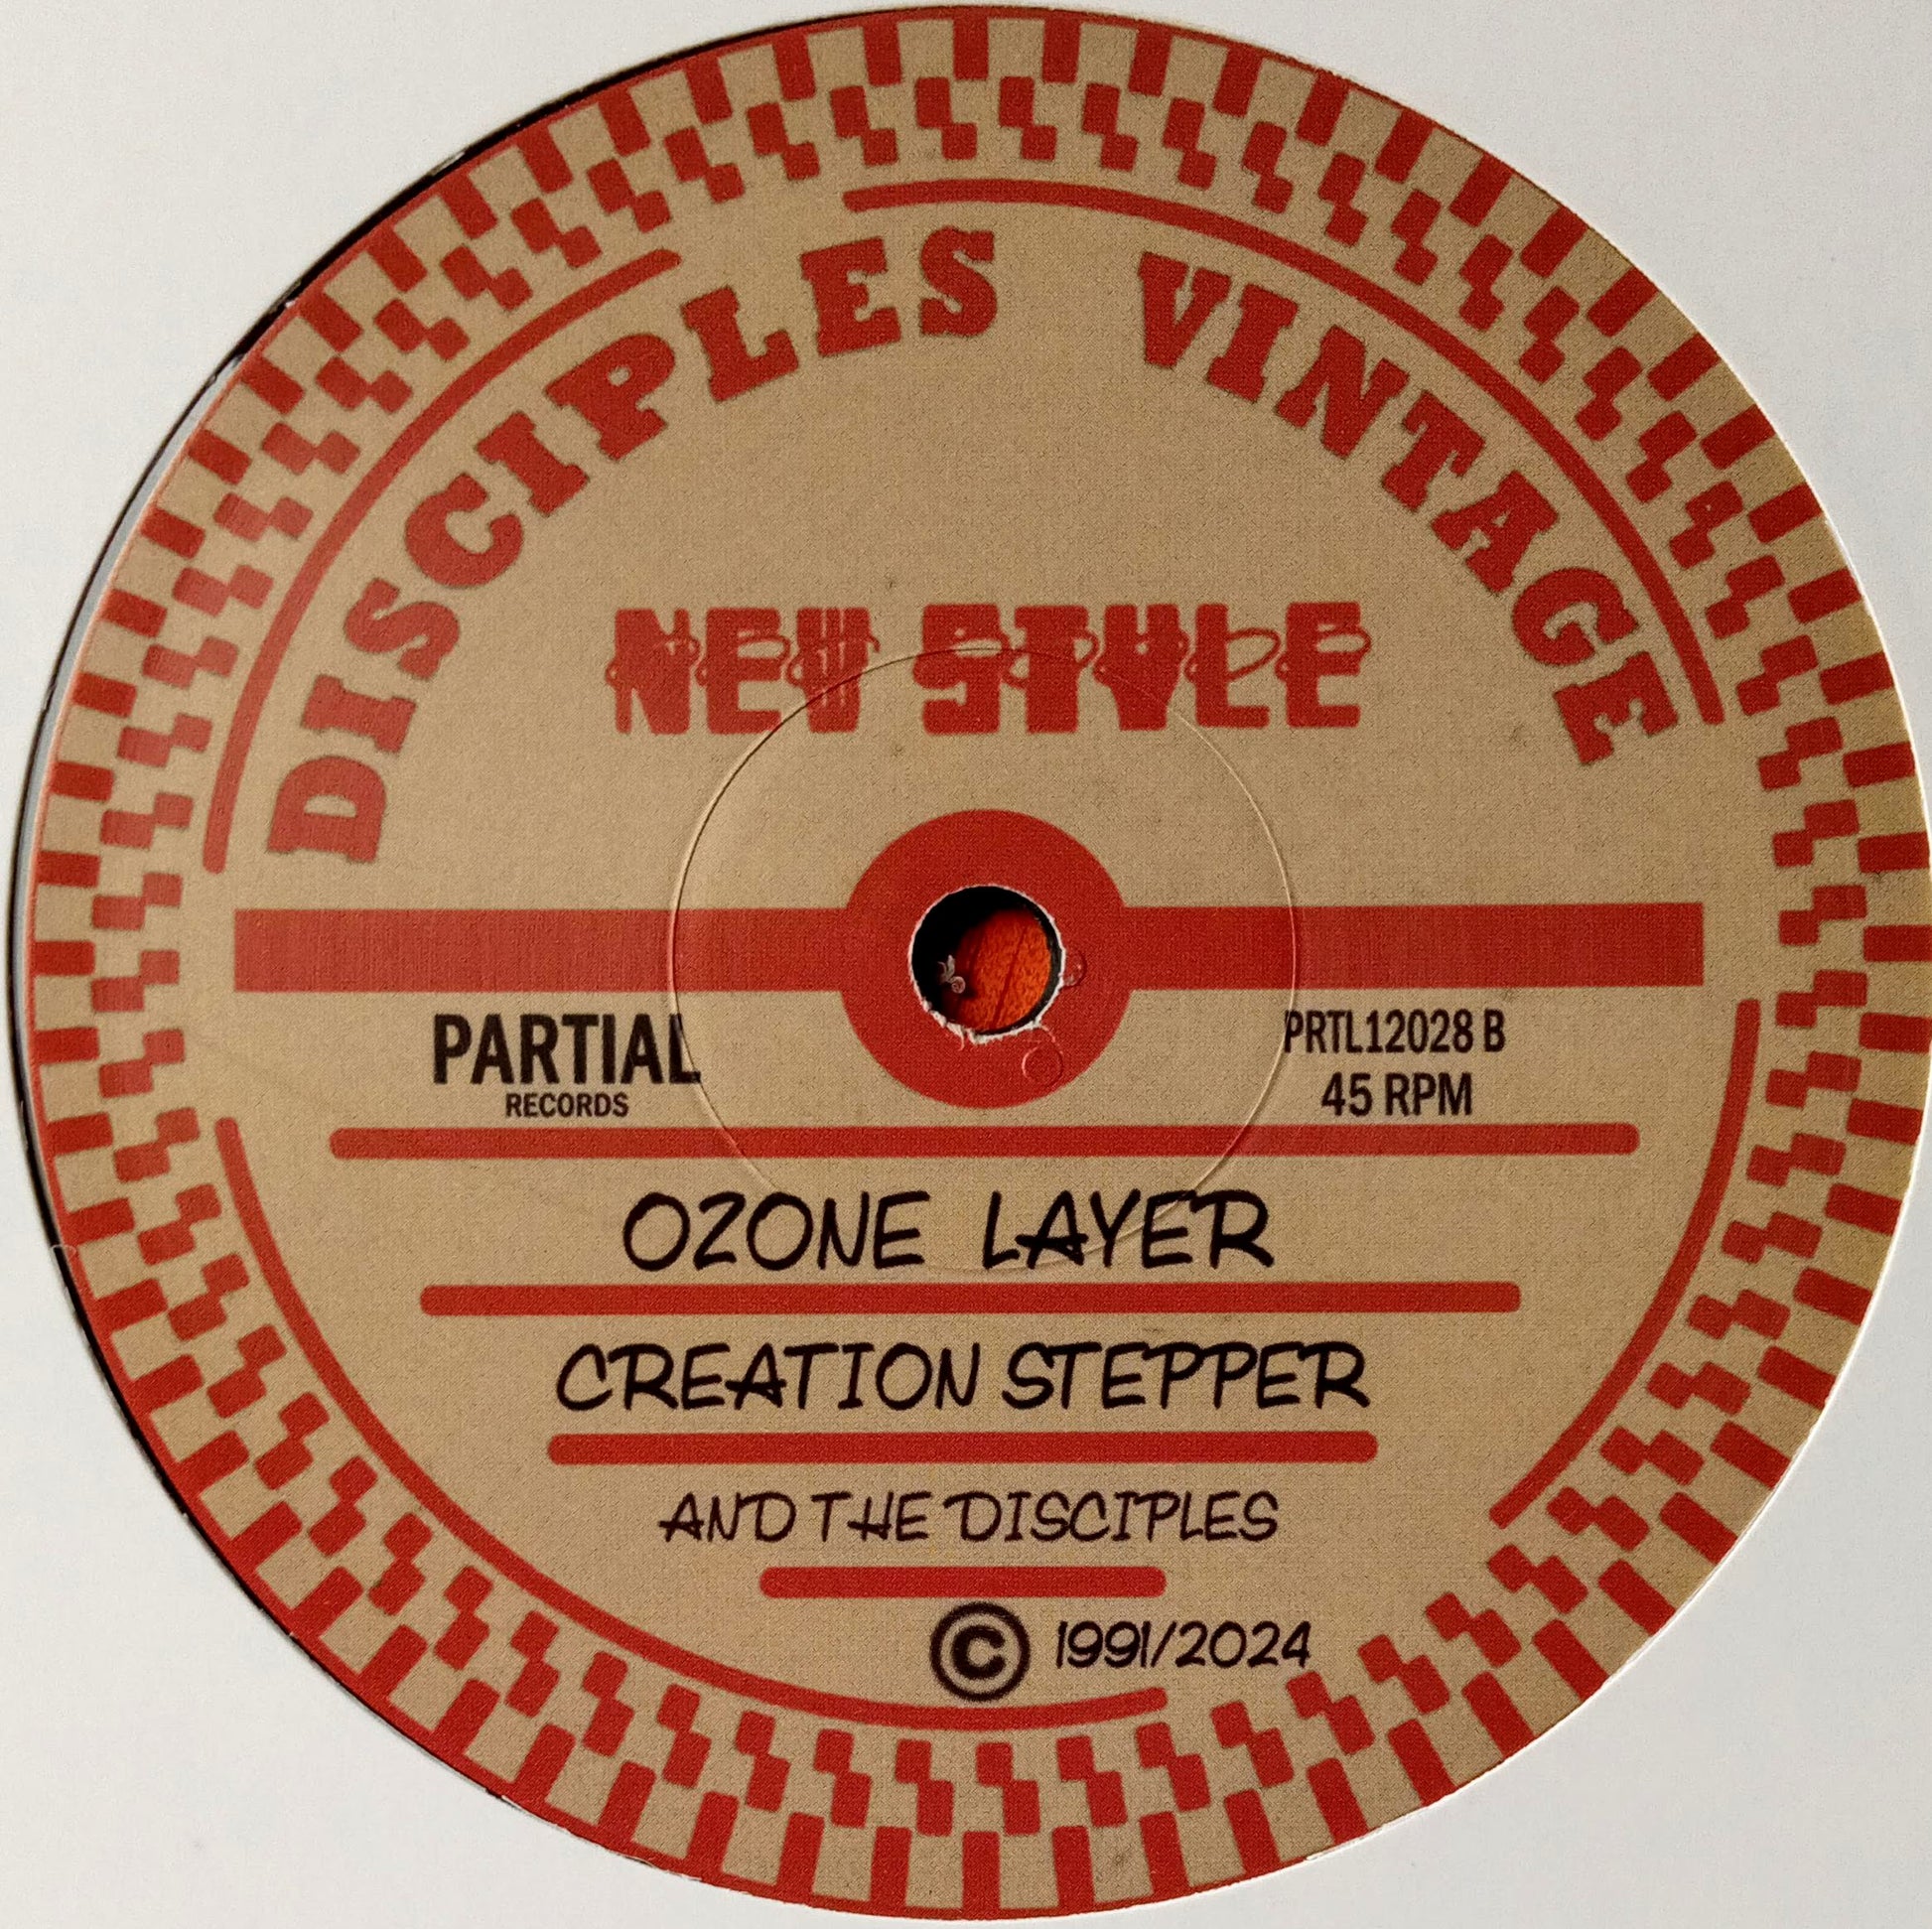 DISCIPLES VINTAGE
NEW STYLE
PARTIAL
RECORDS
PRTL12028 B
45 RPM
OZONE LAYER
CREATION STEPPER
AND THE DISCIPLES
© 1991/2024